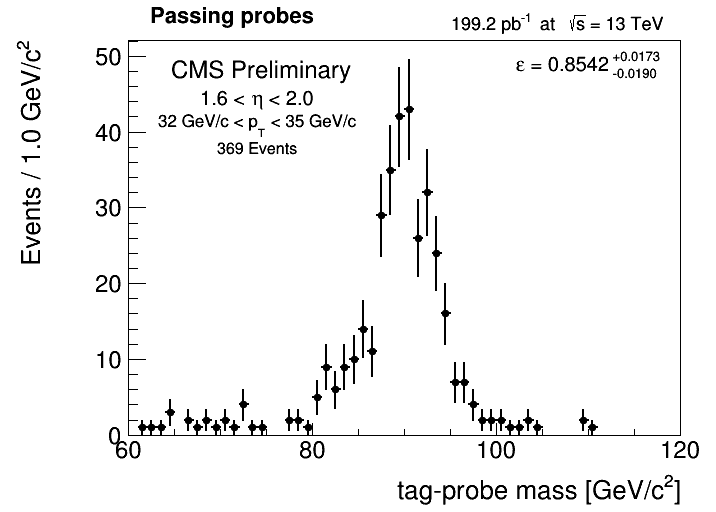 Passing probes
199.2 pb⁻¹ at √s = 13 TeV
CMS Preliminary
1.6 < η < 2.0
32 GeV/c < p_T < 35 GeV/c
369 Events
ε = 0.8542 +0.0173 -0.0190
Events / 1.0 GeV/c²
50
40
30
20
10
0
60 80 100 120
tag-probe mass [GeV/c²]